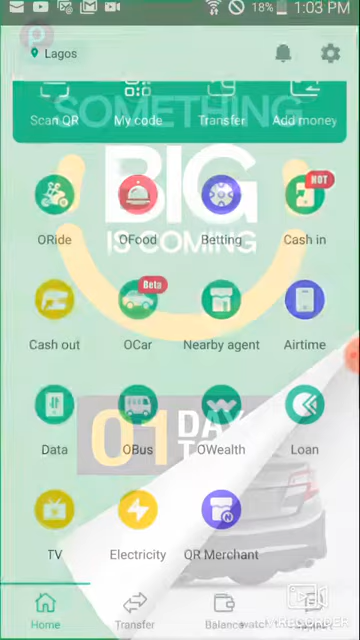 18% 1:03 PM
Lagos
SOMETHING
Scan QR My code Transfer Add money
BIG
HOT
ORide OFood Betting Cash in
IS COMING
Beta
Cash out OCar Nearby agent Airtime
01 DAY
Data OBus OWealth Loan
TV Electricity QR Merchant
Home Transfer Balance
RECORDER